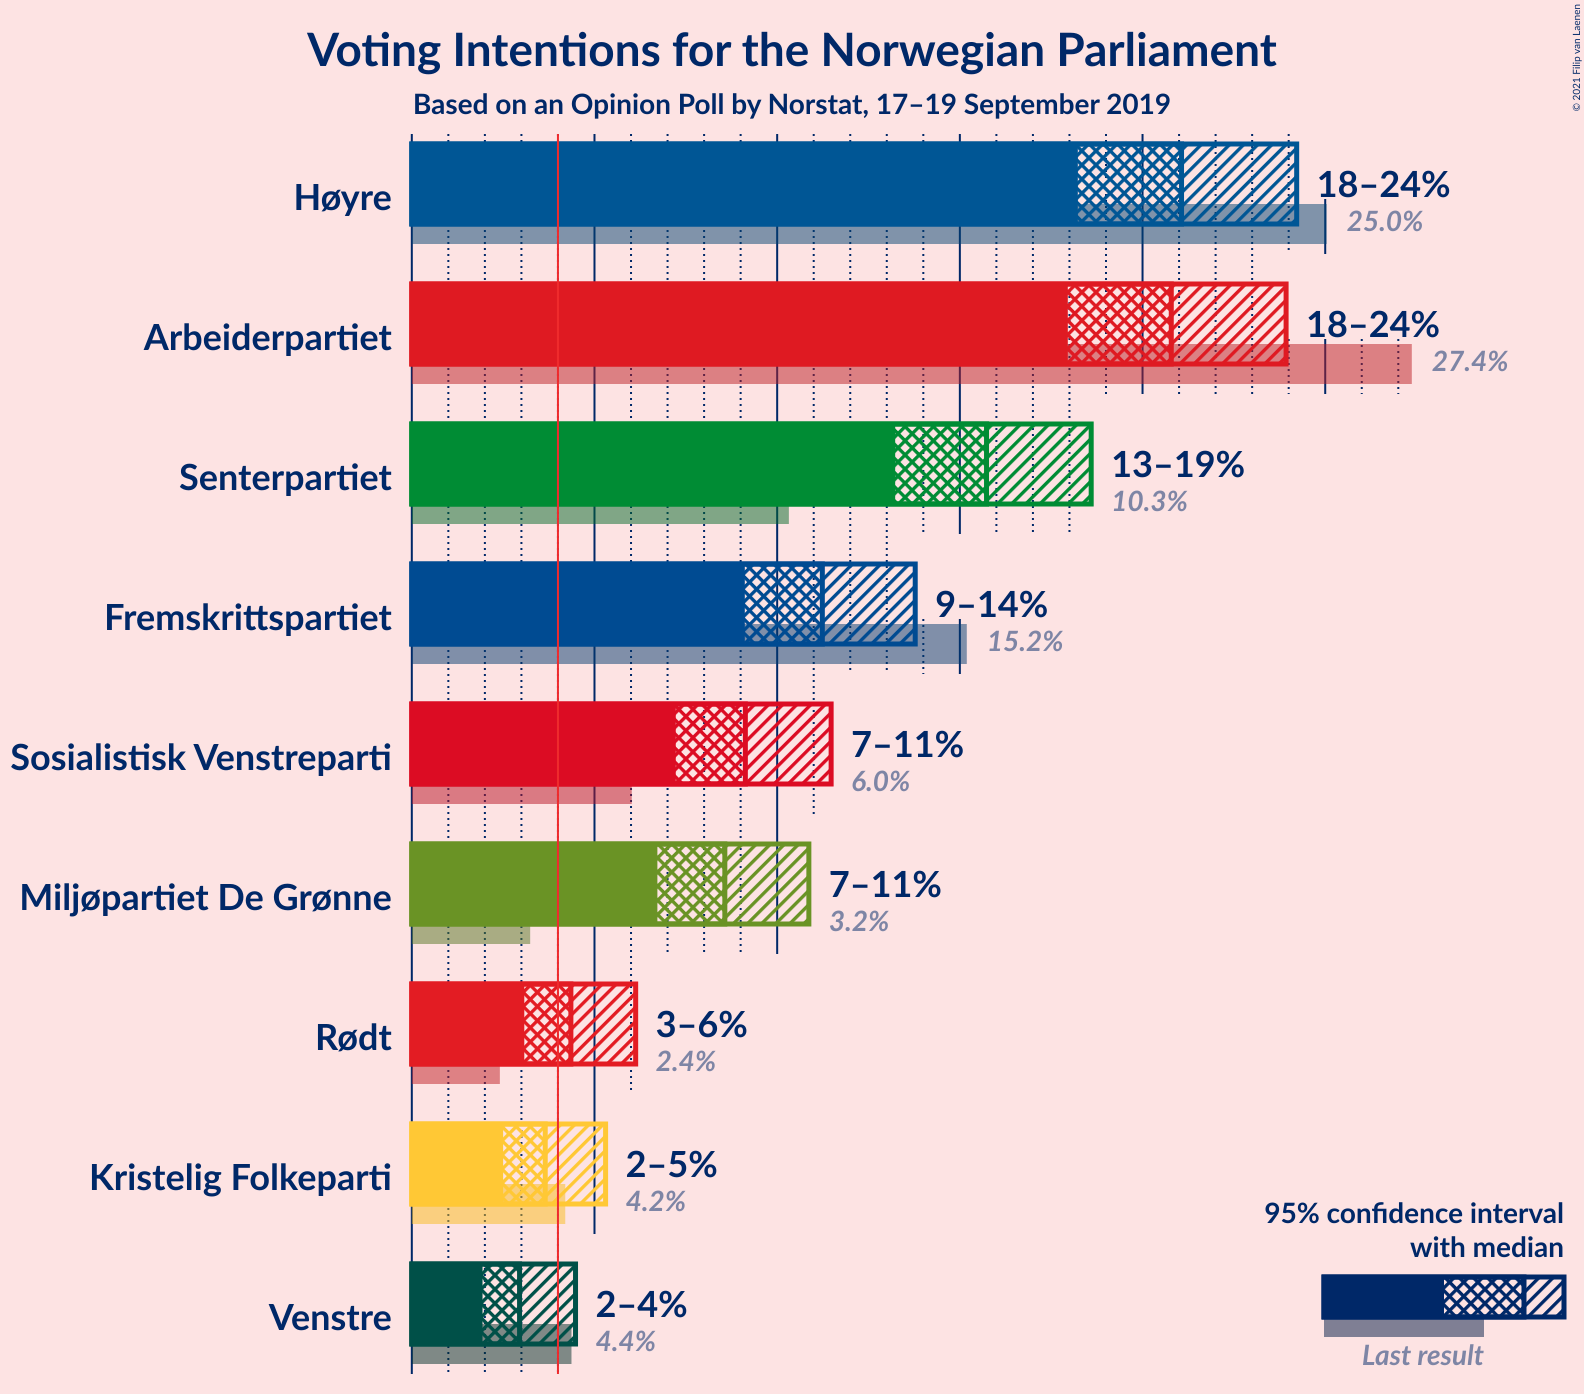 Voting Intentions for the Norwegian Parliament
Based on an Opinion Poll by Norstat, 17–19 September 2019
© 2021 Filip van Laenen
Høyre
18–24%
25.0%
Arbeiderpartiet
18–24%
27.4%
Senterpartiet
13–19%
10.3%
Fremskrittspartiet
9–14%
15.2%
Sosialistisk Venstreparti
7–11%
6.0%
Miljøpartiet De Grønne
7–11%
3.2%
Rødt
3–6%
2.4%
Kristelig Folkeparti
2–5%
4.2%
Venstre
2–4%
4.4%
95% confidence interval
with median
Last result